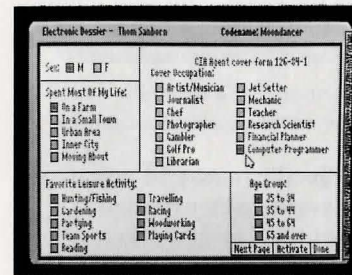 Electronic Dossier - Thom Sanborn Codename: Moondancer
CIA Agent cover form 126-84-1
Sex: M F
Cover Occupation:
Artist/Musician
Journalist
Chef
Photographer
Gambler
Golf Pro
Librarian
Jet Setter
Mechanic
Teacher
Research Scientist
Financial Planner
Computer Programmer
Spent Most Of My Life:
On a Farm
In a Small Town
Urban Area
Inner City
Moving About
Favorite Leisure Activity:
Hunting/Fishing
Gardening
Partying
Team Sports
Reading
Travelling
Racing
Woodworking
Playing Cards
Age Group:
25 to 34
35 to 44
45 to 64
65 and over
Next Page Activate Done